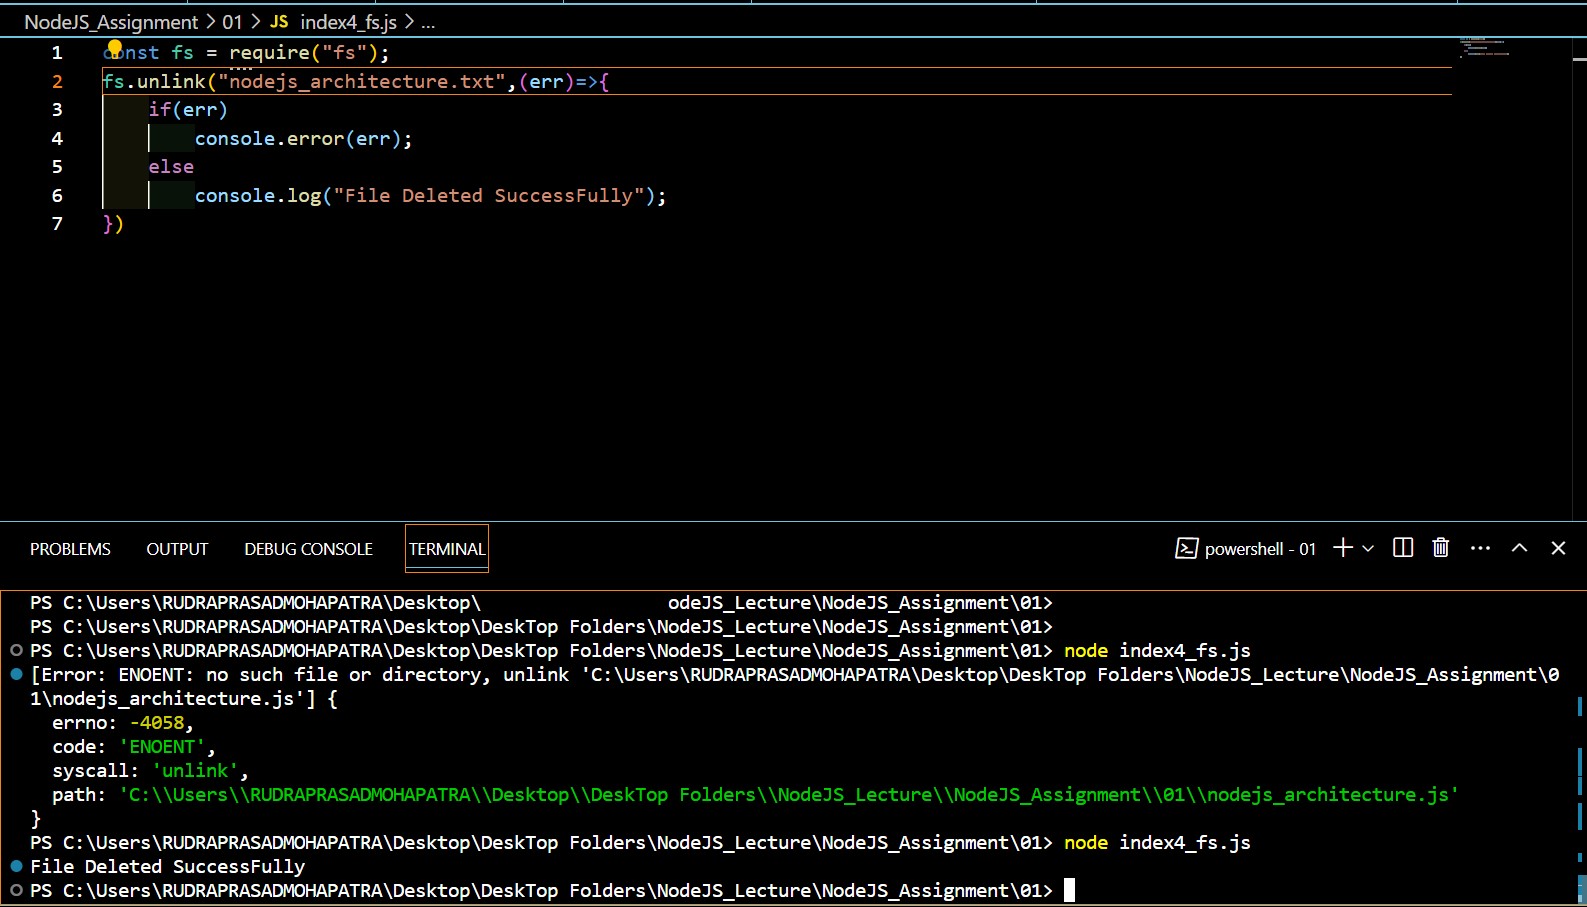 NodeJS_Assignment > 01 > JS index4_fs.js > ...
1 const fs = require("fs");
2 fs.unlink("nodejs_architecture.txt",(err)=>{
3 if(err)
4 console.error(err);
5 else
6 console.log("File Deleted SuccessFully");
7 })
PROBLEMS OUTPUT DEBUG CONSOLE TERMINAL powershell - 01
PS C:\Users\RUDRAPRASADMOHAPATRA\Desktop\ odeJS_Lecture\NodeJS_Assignment\01>
PS C:\Users\RUDRAPRASADMOHAPATRA\Desktop\DeskTop Folders\NodeJS_Lecture\NodeJS_Assignment\01>
PS C:\Users\RUDRAPRASADMOHAPATRA\Desktop\DeskTop Folders\NodeJS_Lecture\NodeJS_Assignment\01> node index4_fs.js
[Error: ENOENT: no such file or directory, unlink 'C:\Users\RUDRAPRASADMOHAPATRA\Desktop\DeskTop Folders\NodeJS_Lecture\NodeJS_Assignment\0
1\nodejs_architecture.js'] {
errno: -4058,
code: 'ENOENT',
syscall: 'unlink',
path: 'C:\\Users\\RUDRAPRASADMOHAPATRA\\Desktop\\DeskTop Folders\\NodeJS_Lecture\\NodeJS_Assignment\\01\\nodejs_architecture.js'
}
PS C:\Users\RUDRAPRASADMOHAPATRA\Desktop\DeskTop Folders\NodeJS_Lecture\NodeJS_Assignment\01> node index4_fs.js
File Deleted SuccessFully
PS C:\Users\RUDRAPRASADMOHAPATRA\Desktop\DeskTop Folders\NodeJS_Lecture\NodeJS_Assignment\01>